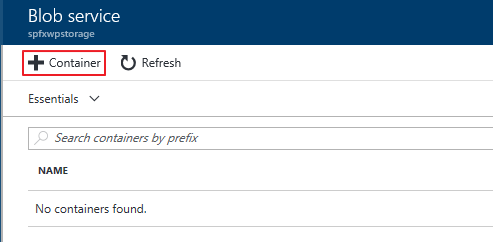 Blob service
spfxwpstorage
Container Refresh
Essentials
Search containers by prefix
NAME
No containers found.